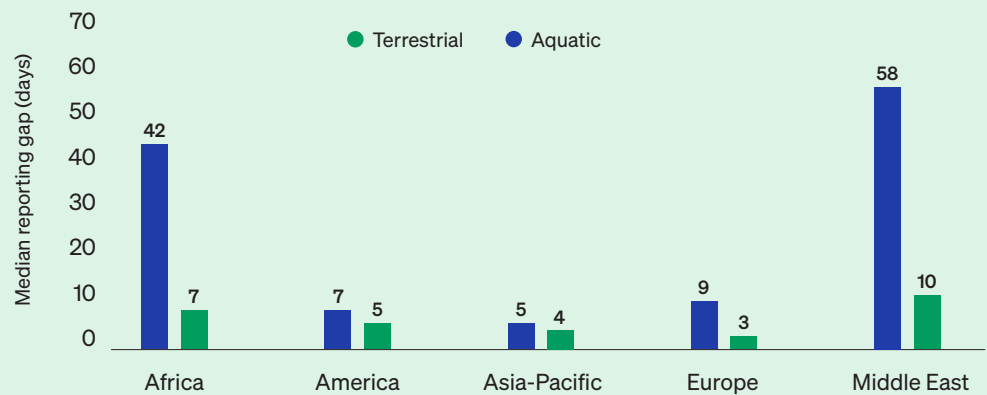 70
Terrestrial
Aquatic
60
50
40
30
20
10
0
Median reporting gap (days)
42
7
7
5
5
4
9
3
58
10
Africa
America
Asia-Pacific
Europe
Middle East